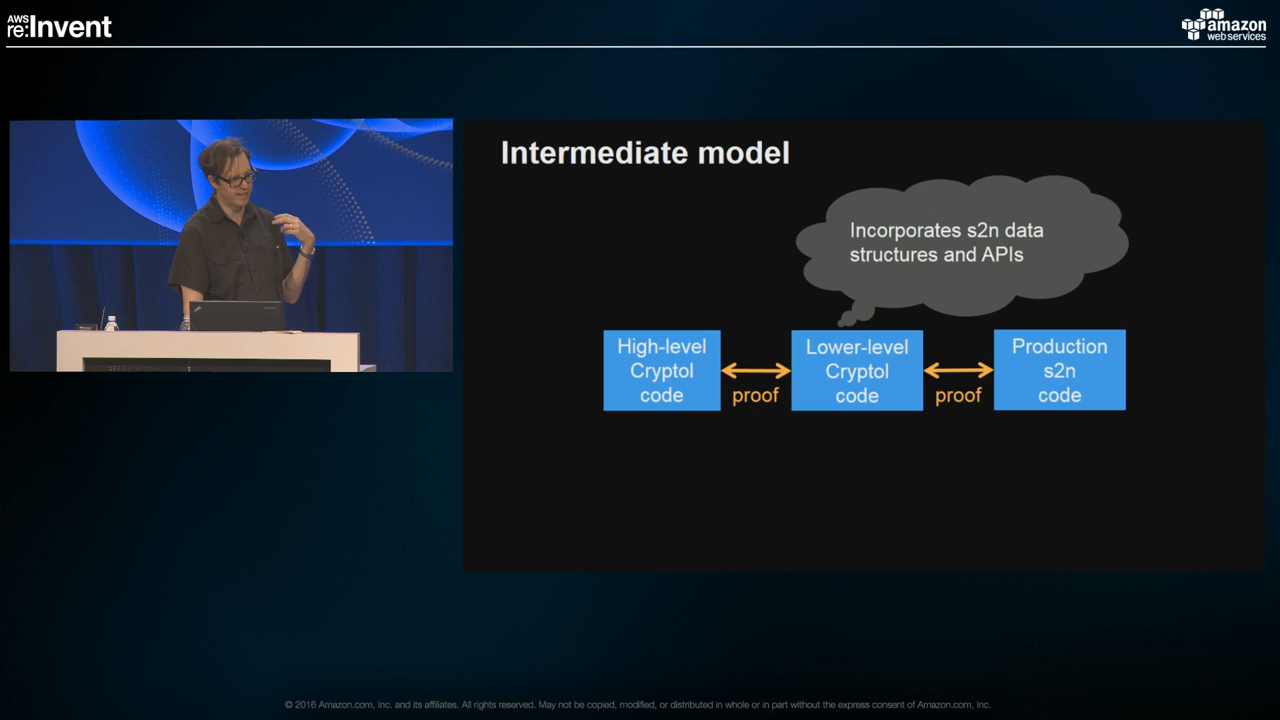 AWS
re:Invent
amazon
webservices
Intermediate model
Incorporates s2n data
structures and APIs
High-level
Cryptol
code
proof
Lower-level
Cryptol
code
proof
Production
s2n
code
© 2016 Amazon.com, Inc. and its affiliates. All rights reserved. May not be copied, modified, or distributed in whole or in part without the express consent of Amazon.com, Inc.